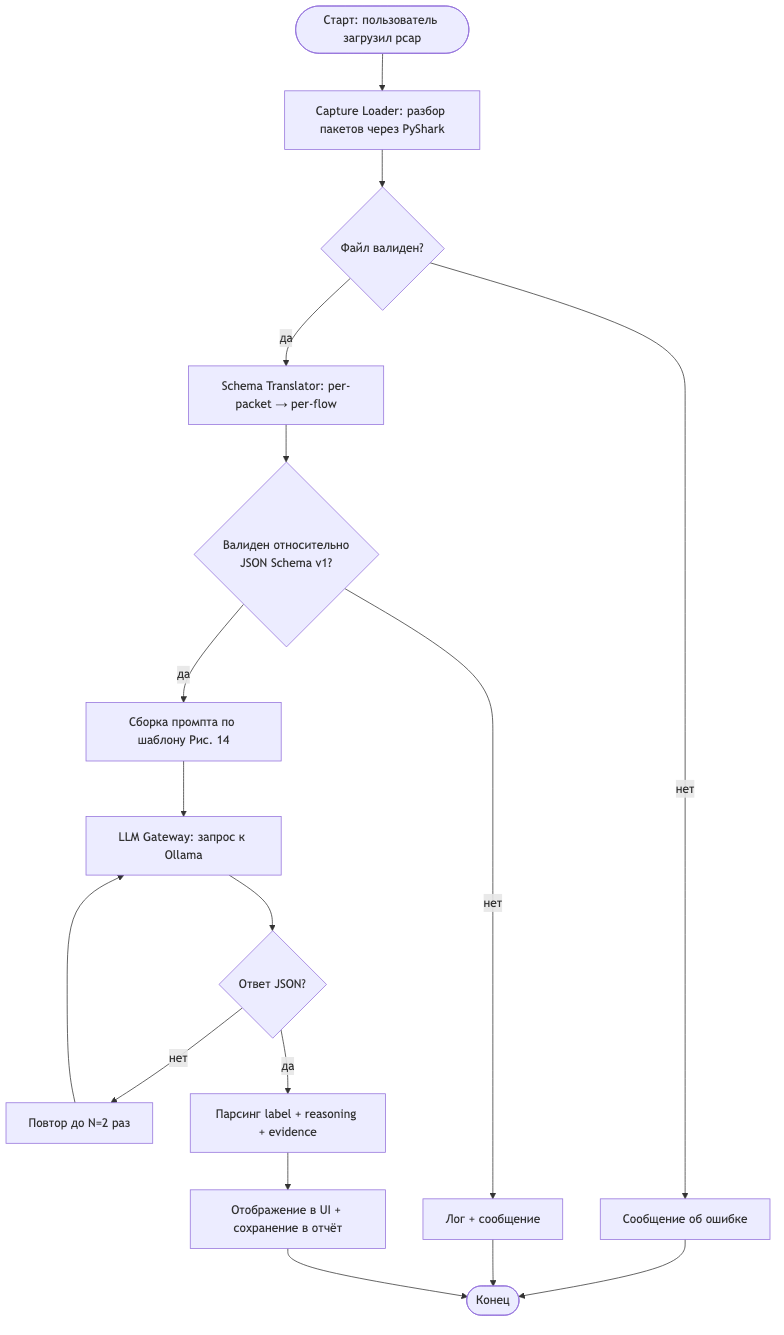 Старт: пользователь
загрузил pcap
Capture Loader: разбор
пакетов через PyShark
Файл валиден?
да
Schema Translator: per-
packet → per-flow
Валиден относительно
JSON Schema v1?
да
Сборка промпта по
шаблону Рис. 14
нет
LLM Gateway: запрос к
Ollama
нет
Ответ JSON?
нет
да
Повтор до N=2 раз
Парсинг label + reasoning
+ evidence
Отображение в UI +
сохранение в отчёт
Лог + сообщение
Сообщение об ошибке
Конец